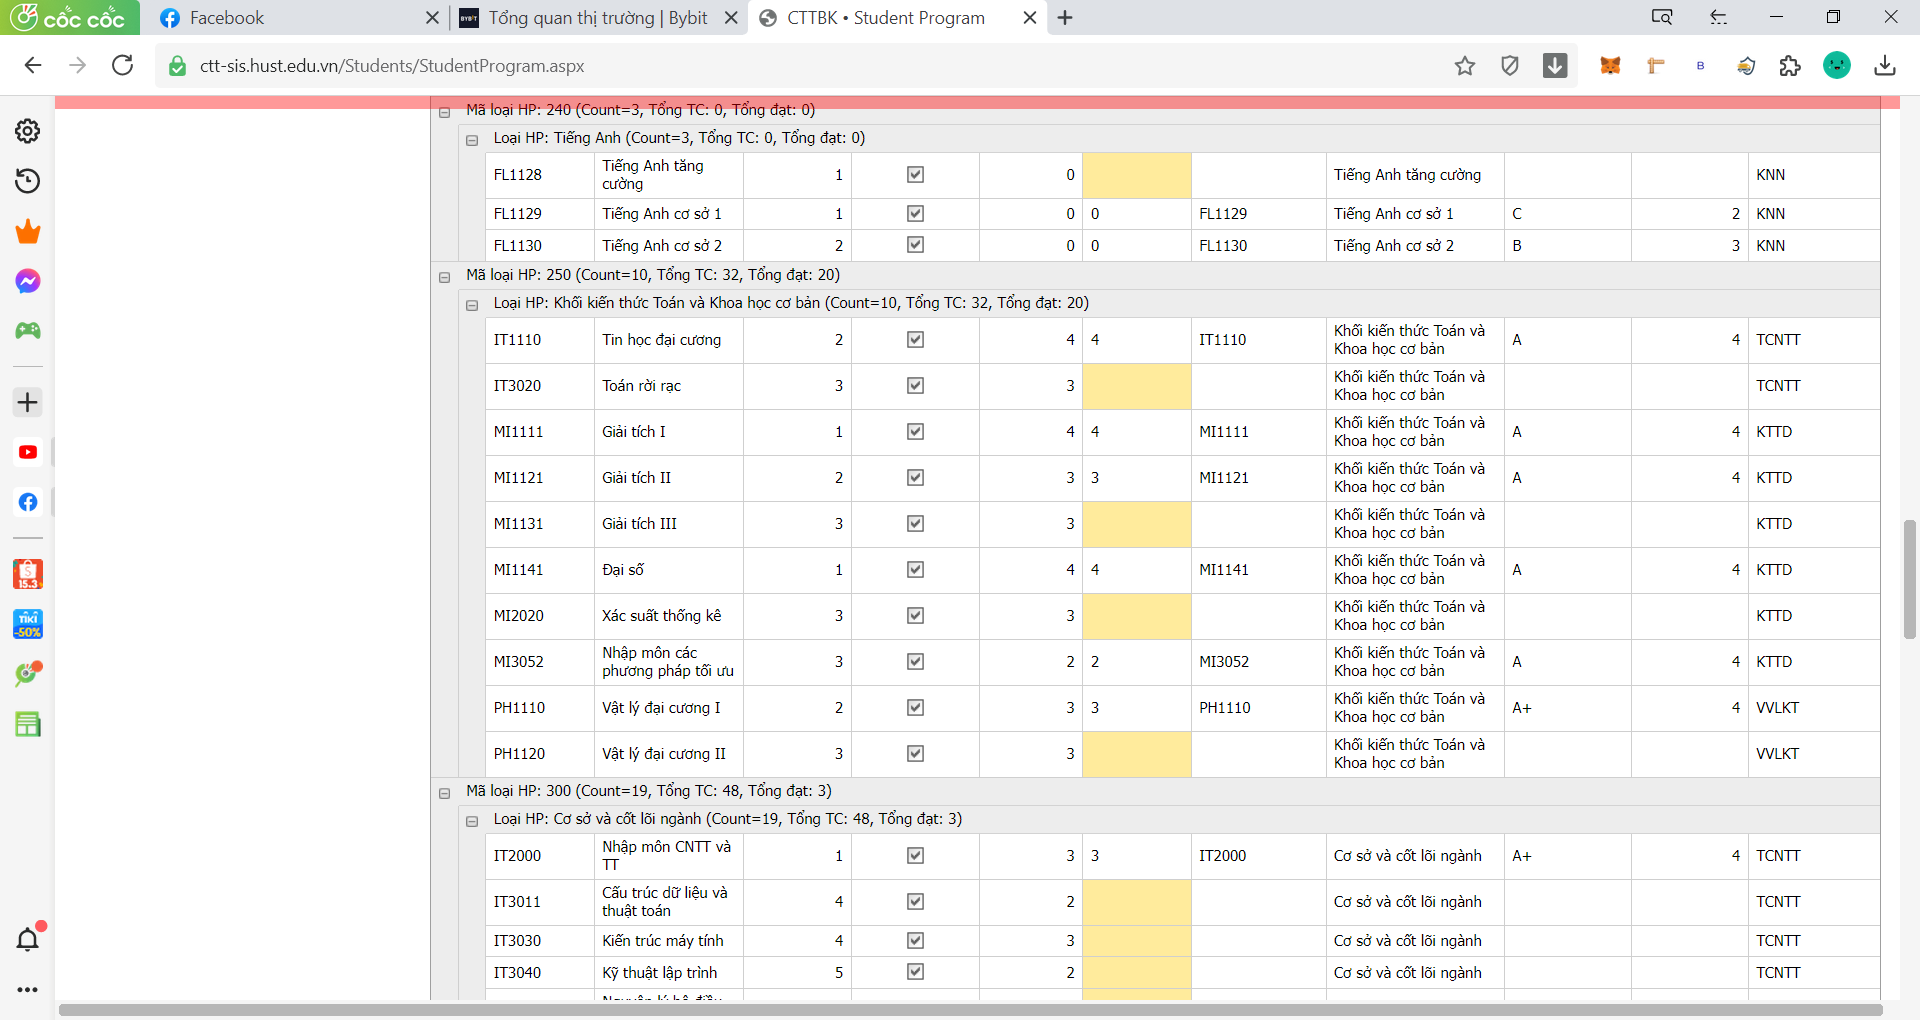 cốc cốc
Facebook
BYBIT
Tổng quan thị trường | Bybit
CTTBK • Student Program
ctt-sis.hust.edu.vn/Students/StudentProgram.aspx
B
Mã loại HP: 240 (Count=3, Tổng TC: 0, Tổng đạt: 0)
Loại HP: Tiếng Anh (Count=3, Tổng TC: 0, Tổng đạt: 0)
FL1128 Tiếng Anh tăng cường 1 0 Tiếng Anh tăng cường KNN
FL1129 Tiếng Anh cơ sở 1 1 0 0 FL1129 Tiếng Anh cơ sở 1 C 2 KNN
FL1130 Tiếng Anh cơ sở 2 2 0 0 FL1130 Tiếng Anh cơ sở 2 B 3 KNN
Mã loại HP: 250 (Count=10, Tổng TC: 32, Tổng đạt: 20)
Loại HP: Khối kiến thức Toán và Khoa học cơ bản (Count=10, Tổng TC: 32, Tổng đạt: 20)
IT1110 Tin học đại cương 2 4 4 IT1110 Khối kiến thức Toán và Khoa học cơ bản A 4 TCNTT
IT3020 Toán rời rạc 3 3 Khối kiến thức Toán và Khoa học cơ bản TCNTT
MI1111 Giải tích I 1 4 4 MI1111 Khối kiến thức Toán và Khoa học cơ bản A 4 KTTD
MI1121 Giải tích II 2 3 3 MI1121 Khối kiến thức Toán và Khoa học cơ bản A 4 KTTD
MI1131 Giải tích III 3 3 Khối kiến thức Toán và Khoa học cơ bản KTTD
MI1141 Đại số 1 4 4 MI1141 Khối kiến thức Toán và Khoa học cơ bản A 4 KTTD
MI2020 Xác suất thống kê 3 3 Khối kiến thức Toán và Khoa học cơ bản KTTD
MI3052 Nhập môn các phương pháp tối ưu 3 2 2 MI3052 Khối kiến thức Toán và Khoa học cơ bản A 4 KTTD
PH1110 Vật lý đại cương I 2 3 3 PH1110 Khối kiến thức Toán và Khoa học cơ bản A+ 4 VVLKT
PH1120 Vật lý đại cương II 3 3 Khối kiến thức Toán và Khoa học cơ bản VVLKT
Mã loại HP: 300 (Count=19, Tổng TC: 48, Tổng đạt: 3)
Loại HP: Cơ sở và cốt lõi ngành (Count=19, Tổng TC: 48, Tổng đạt: 3)
IT2000 Nhập môn CNTT và TT 1 3 3 IT2000 Cơ sở và cốt lõi ngành A+ 4 TCNTT
IT3011 Cấu trúc dữ liệu và thuật toán 4 2 Cơ sở và cốt lõi ngành TCNTT
IT3030 Kiến trúc máy tính 4 3 Cơ sở và cốt lõi ngành TCNTT
IT3040 Kỹ thuật lập trình 5 2 Cơ sở và cốt lõi ngành TCNTT
15.3
TIKI
-50%